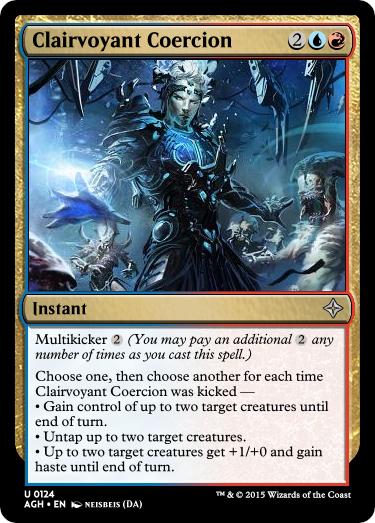 Clairvoyant Coercion 2
Instant
Multikicker 2 (You may pay an additional 2 any
number of times as you cast this spell.)
Choose one, then choose another for each time
Clairvoyant Coercion was kicked —
• Gain control of up to two target creatures until
end of turn.
• Untap up to two target creatures.
• Up to two target creatures get +1/+0 and gain
haste until end of turn.
U 0124
AGH • EN NEISBEIS (DA)
™ & © 2015 Wizards of the Coast